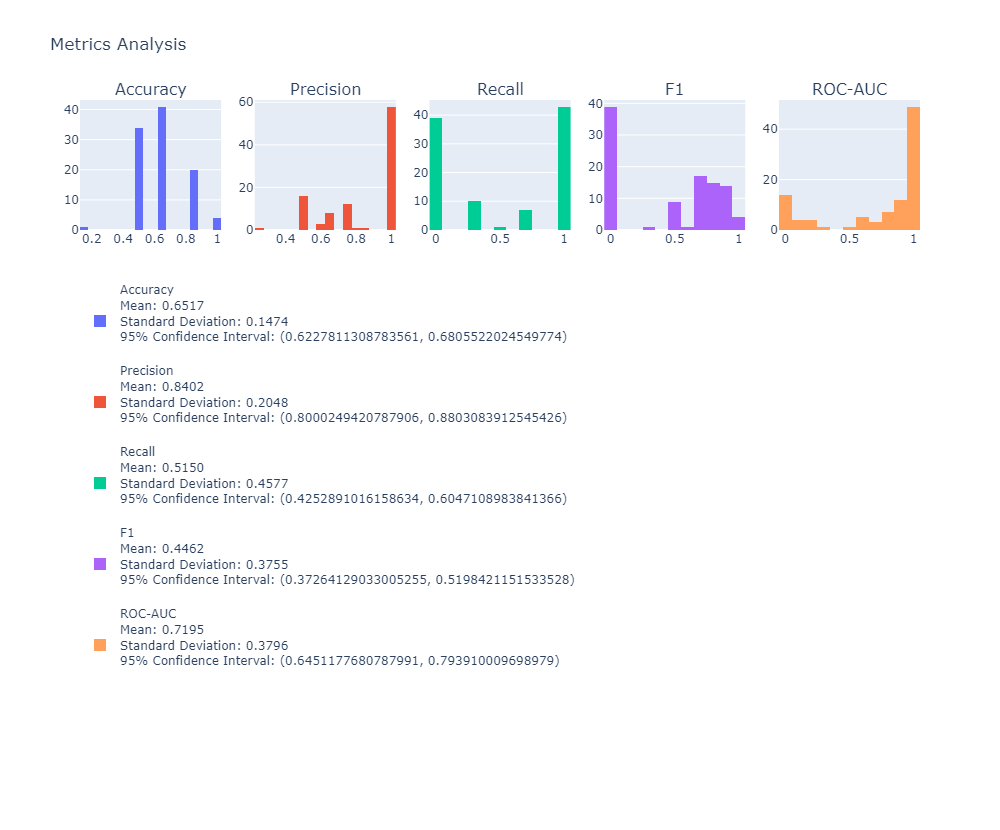 Metrics Analysis
Accuracy
Precision
Recall
F1
ROC-AUC
40
30
20
10
0
0.2 0.4 0.6 0.8 1
60
40
20
0
0.4 0.6 0.8 1
40
30
20
10
0
0 0.5 1
40
30
20
10
0
0 0.5 1
40
20
0
0 0.5 1
Accuracy
Mean: 0.6517
Standard Deviation: 0.1474
95% Confidence Interval: (0.6227811308783561, 0.6805522024549774)
Precision
Mean: 0.8402
Standard Deviation: 0.2048
95% Confidence Interval: (0.8000249420787906, 0.8803083912545426)
Recall
Mean: 0.5150
Standard Deviation: 0.4577
95% Confidence Interval: (0.4252891016158634, 0.6047108983841366)
F1
Mean: 0.4462
Standard Deviation: 0.3755
95% Confidence Interval: (0.37264129033005255, 0.5198421151533528)
ROC-AUC
Mean: 0.7195
Standard Deviation: 0.3796
95% Confidence Interval: (0.6451177680787991, 0.793910009698979)